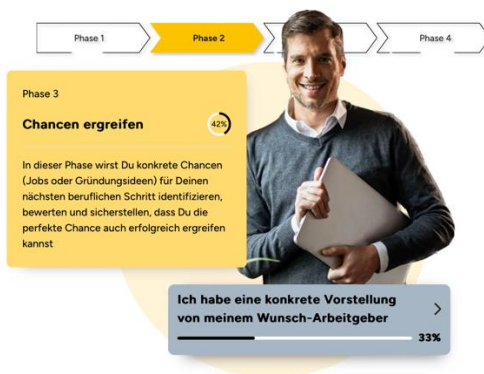 Phase 1
Phase 2
Phase 4
Phase 3
Chancen ergreifen
42%
In dieser Phase wirst Du konkrete Chancen
(Jobs oder Gründungsideen) für Deinen
nächsten beruflichen Schritt identifizieren,
bewerten und sicherstellen, dass Du die
perfekte Chance auch erfolgreich ergreifen
kannst
Ich habe eine konkrete Vorstellung
von meinem Wunsch-Arbeitgeber
33%